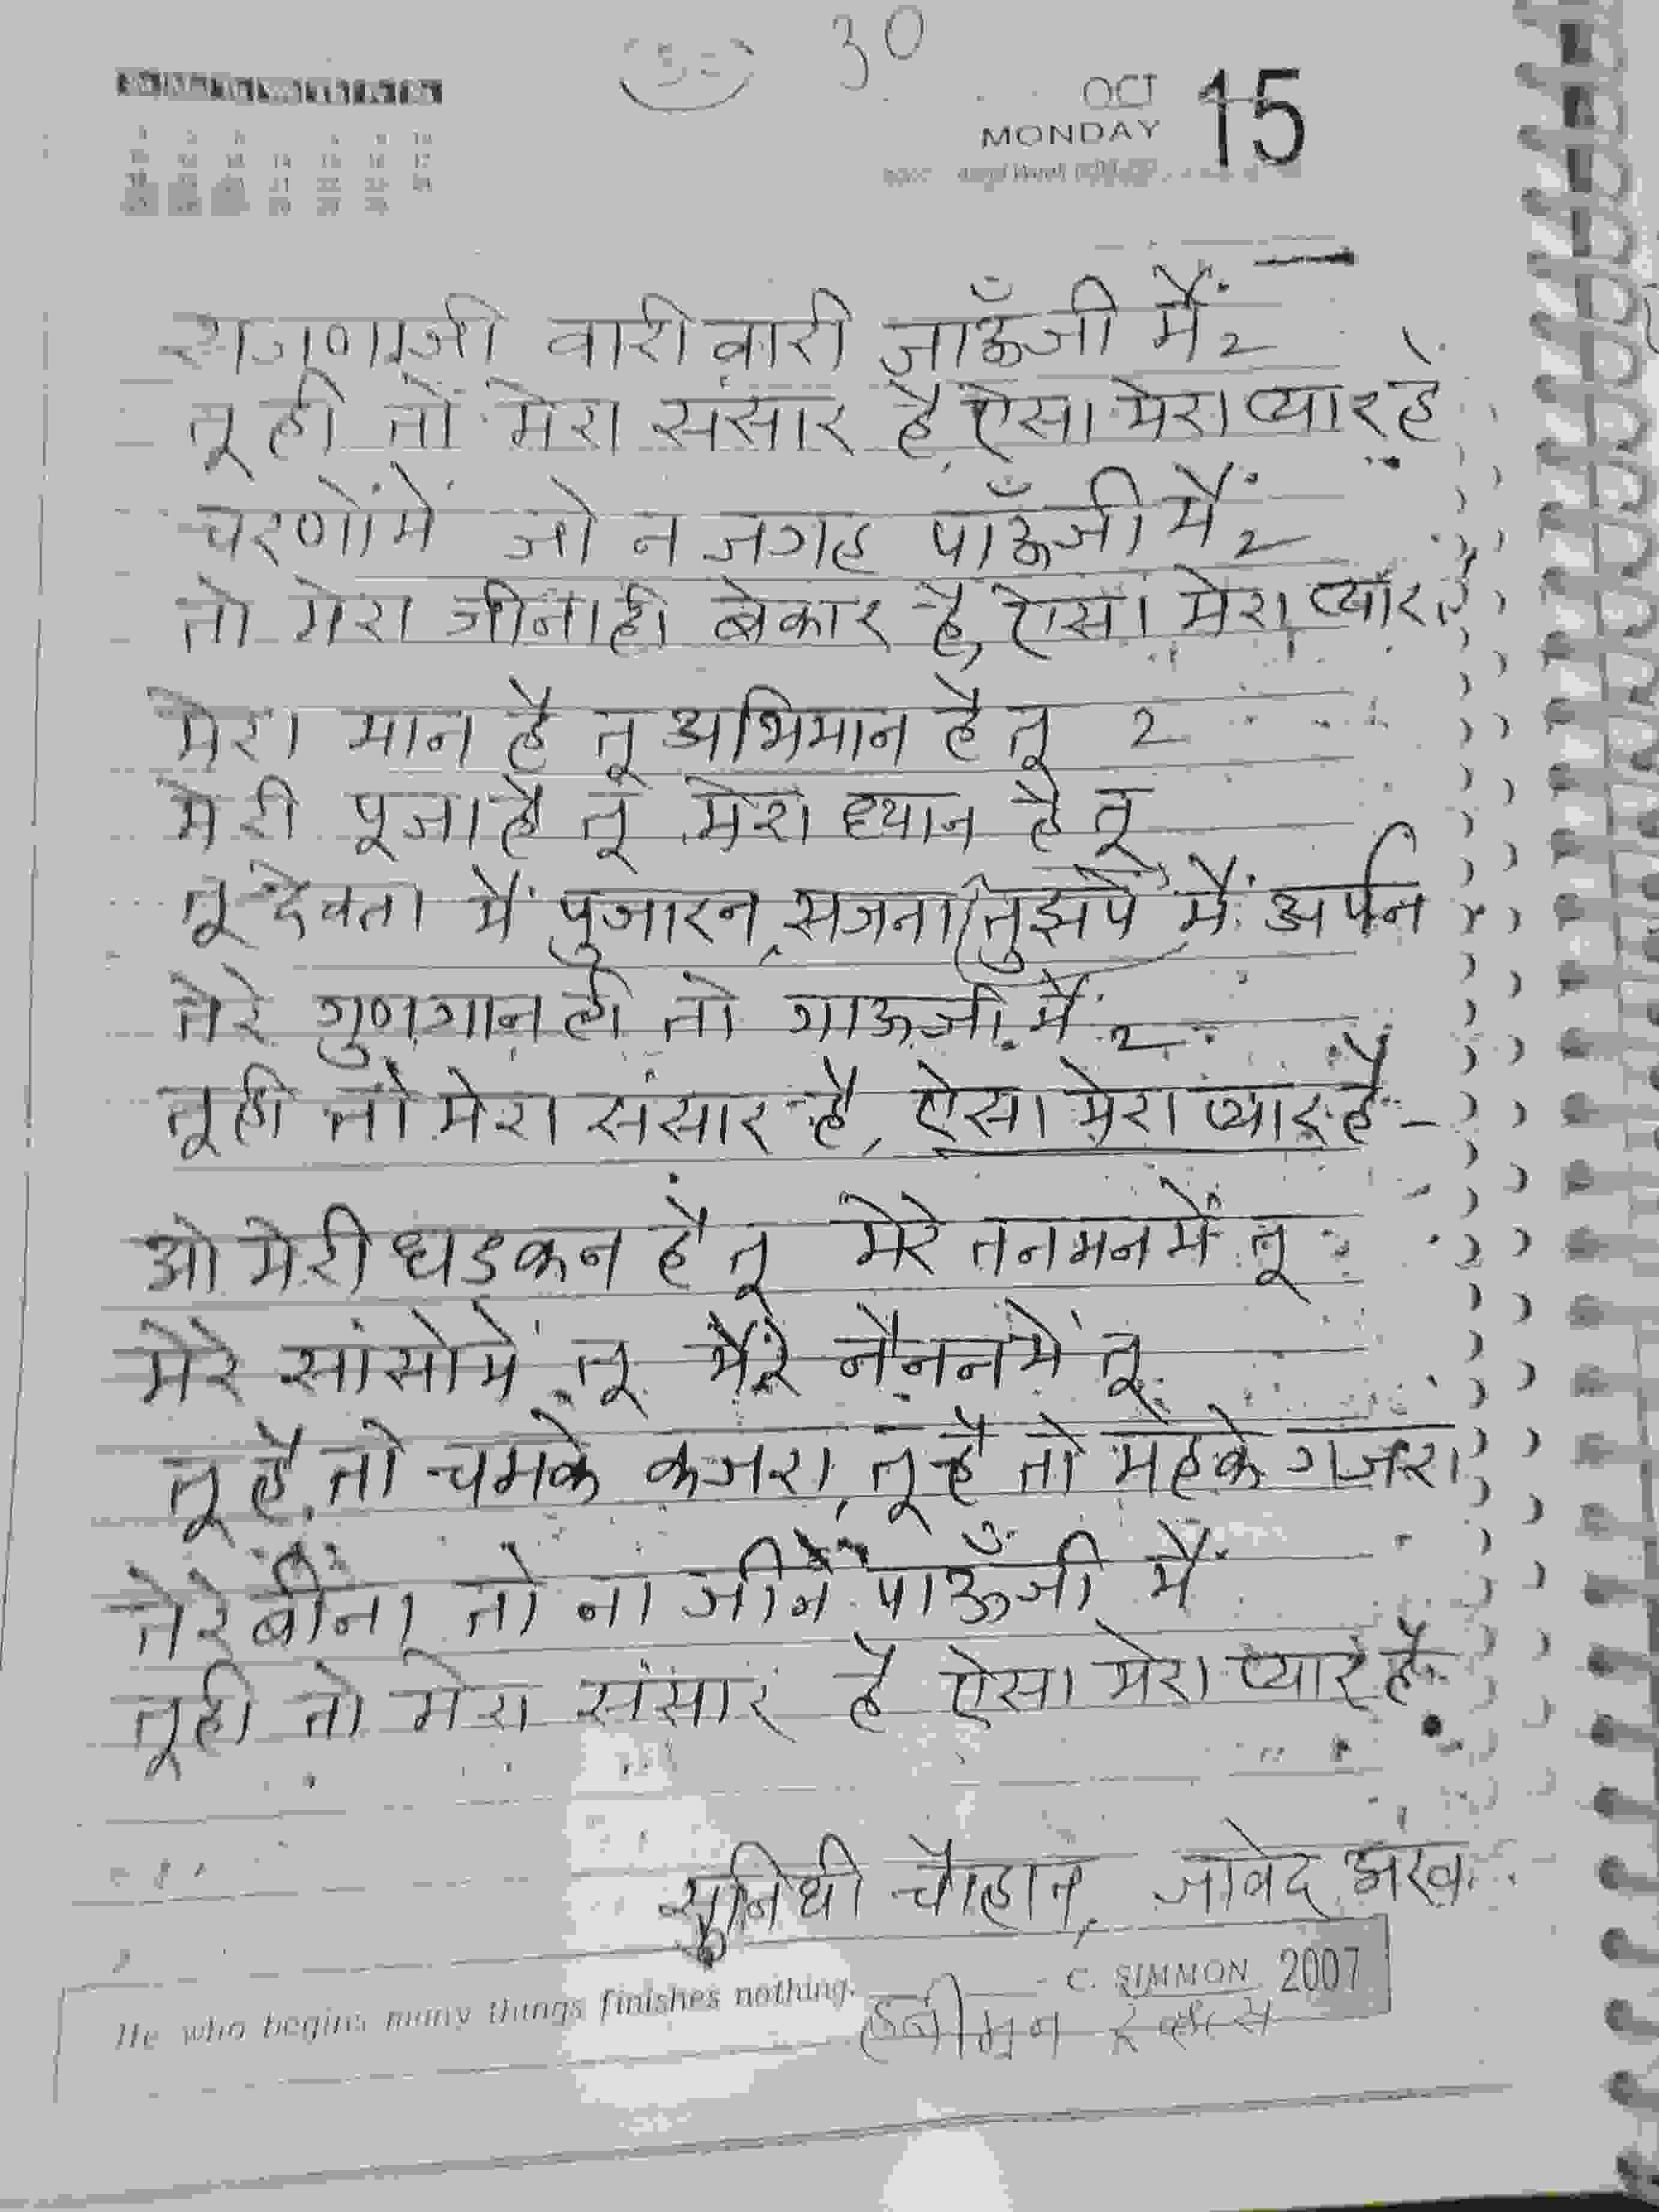 30
OCT
MONDAY 15
सजणाजी वारी वारी जाऊँजी मैं 2
तू ही तो मेरा संसार है, ऐसा मेरा प्यार है
चरणोंमें जो न जगह पाऊँजी मैं 2
तो मेरा जीनाही बेकार है, ऐसा मेरा प्यार है
मेरा मान है तू अभिमान है तू 2
मेरी पूजा है तू मेरा ध्यान है तू
तू देवता मैं पुजारन, सजना तुझपे मैं अर्पन
तेरे गुणगान ही तो गाऊजी मैं 2
तूही तो मेरा संसार है, ऐसा मेरा प्यार है -
ओ मेरी धडकन है तू मेरे तनमनमें तू
मेरे सांसोमें तू मेरे नैननमें तू
तू है तो चमके कजरा, तू है तो महके गजरा
तेरे बीना तो ना जीने पाऊँजी मैं
तूही तो मेरा संसार है ऐसा मेरा प्यार है
सुनिधी चौहान, जावेद अख
He who begins many things finishes nothing.
C. SIMMON 2007
हनीमून